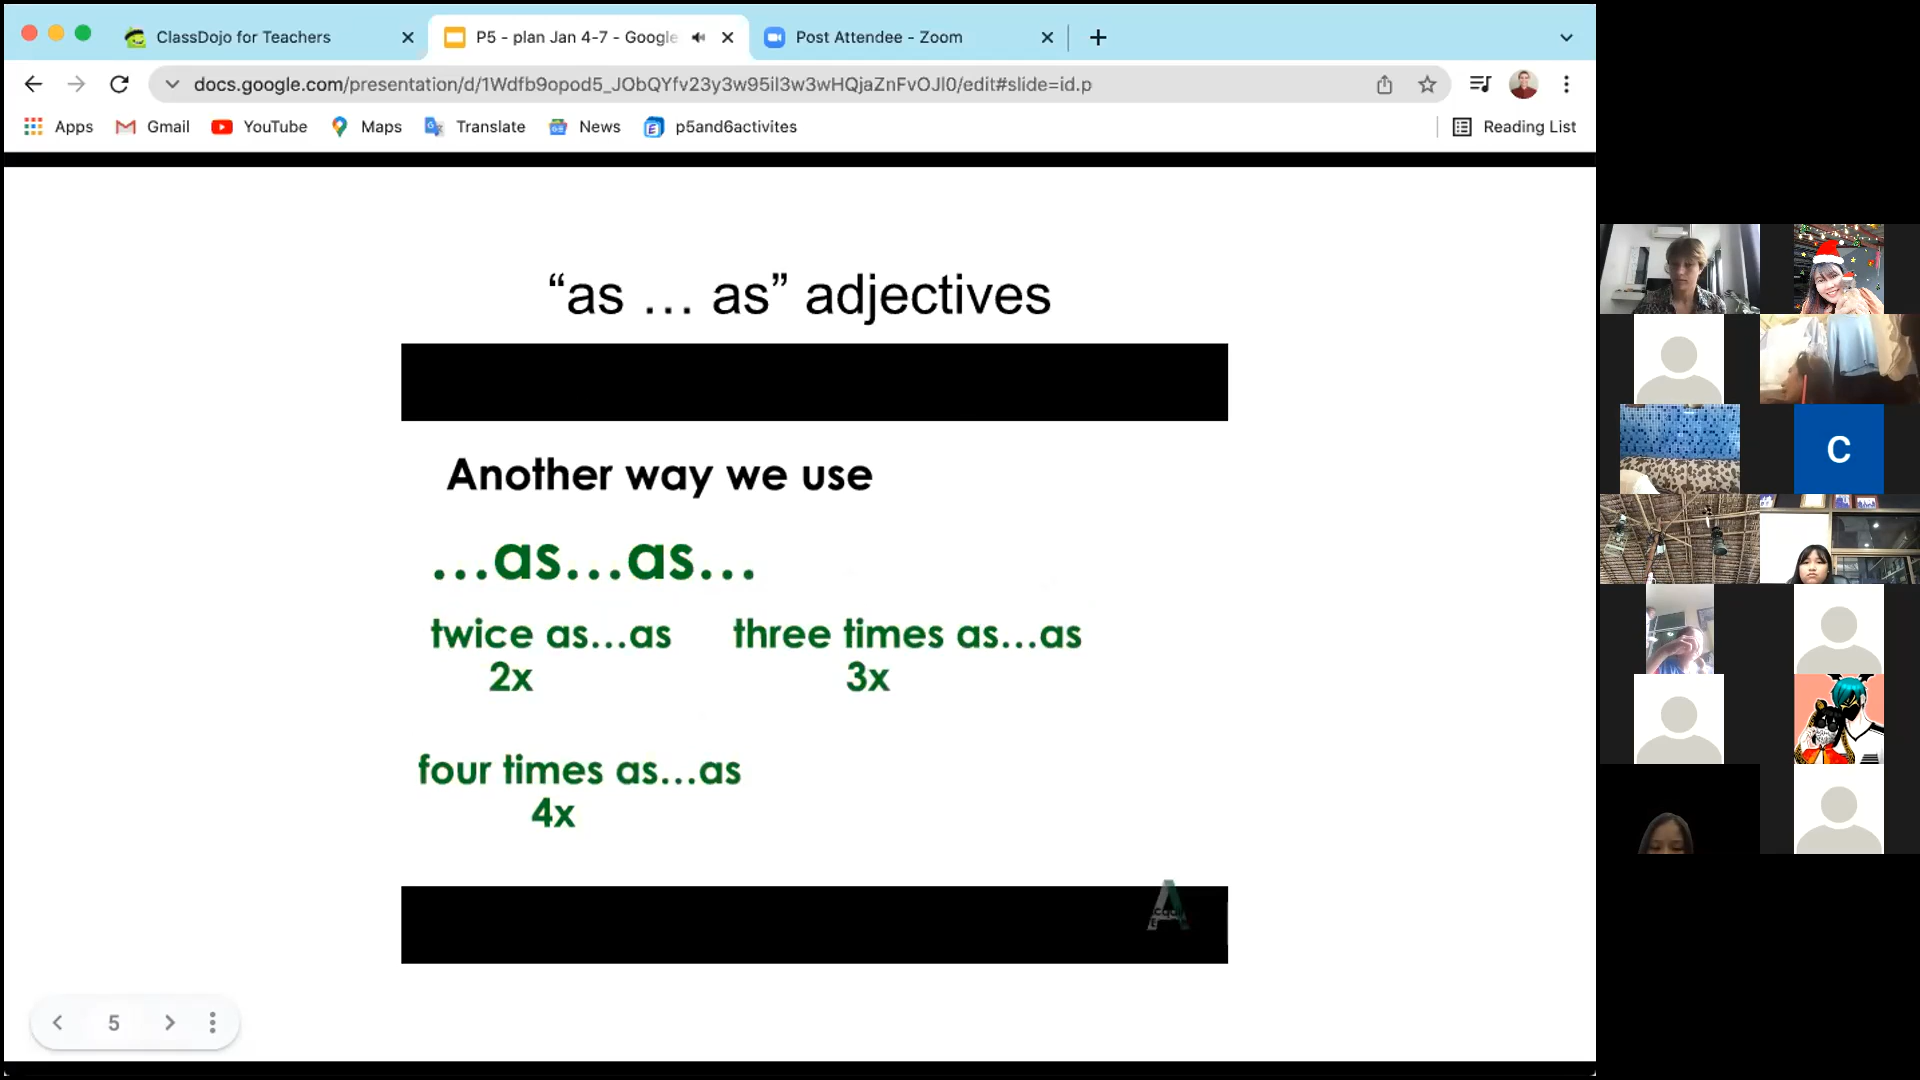 ClassDojo for Teachers
P5 - plan Jan 4-7 - Google
Post Attendee - Zoom
docs.google.com/presentation/d/1Wdfb9opod5_JObQYfv23y3w95il3w3wHQjaZnFvOJl0/edit#slide=id.p
Apps
Gmail
YouTube
Maps
Translate
News
p5and6activites
Reading List
“as … as” adjectives
Another way we use
…as…as…
twice as…as three times as…as
2x 3x
four times as…as
4x
A
5
C